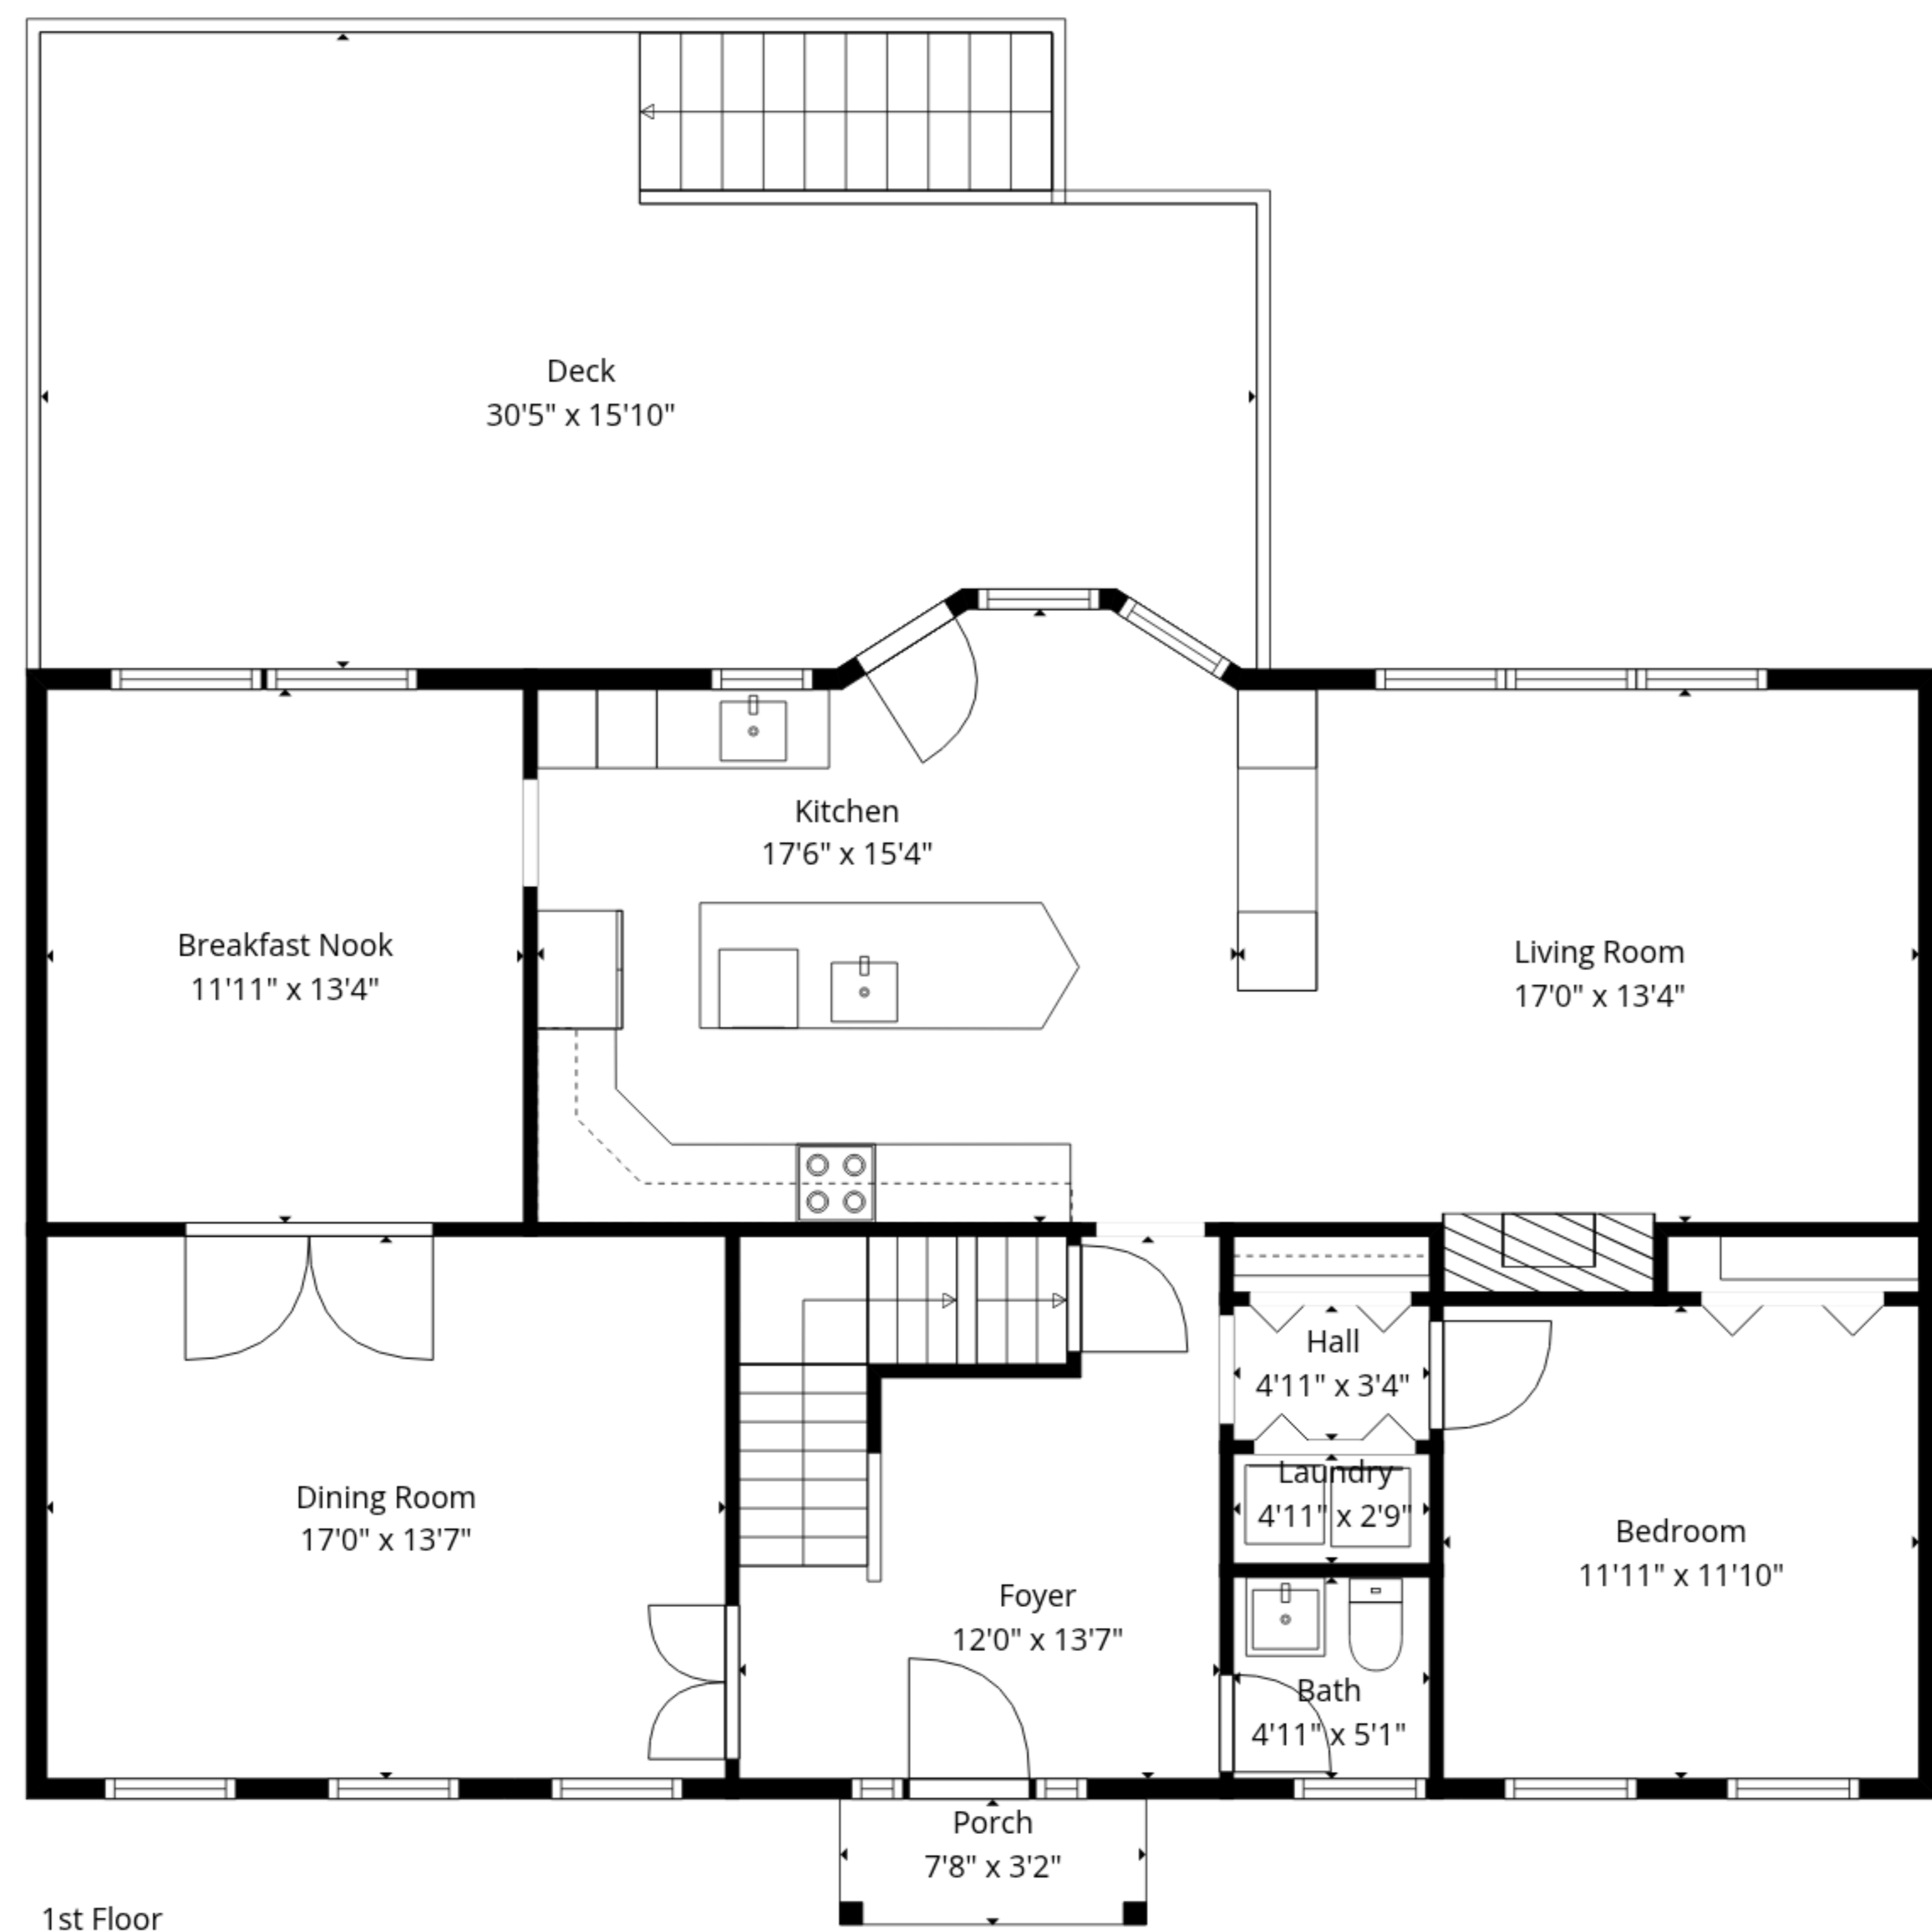 Deck
30'5" x 15'10"
Kitchen
17'6" x 15'4"
Breakfast Nook
11'11" x 13'4"
Living Room
17'0" x 13'4"
Hall
4'11" x 3'4"
Laundry
4'11" x 2'9"
Dining Room
17'0" x 13'7"
Bedroom
11'11" x 11'10"
Foyer
12'0" x 13'7"
Bath
4'11" x 5'1"
Porch
7'8" x 3'2"
1st Floor